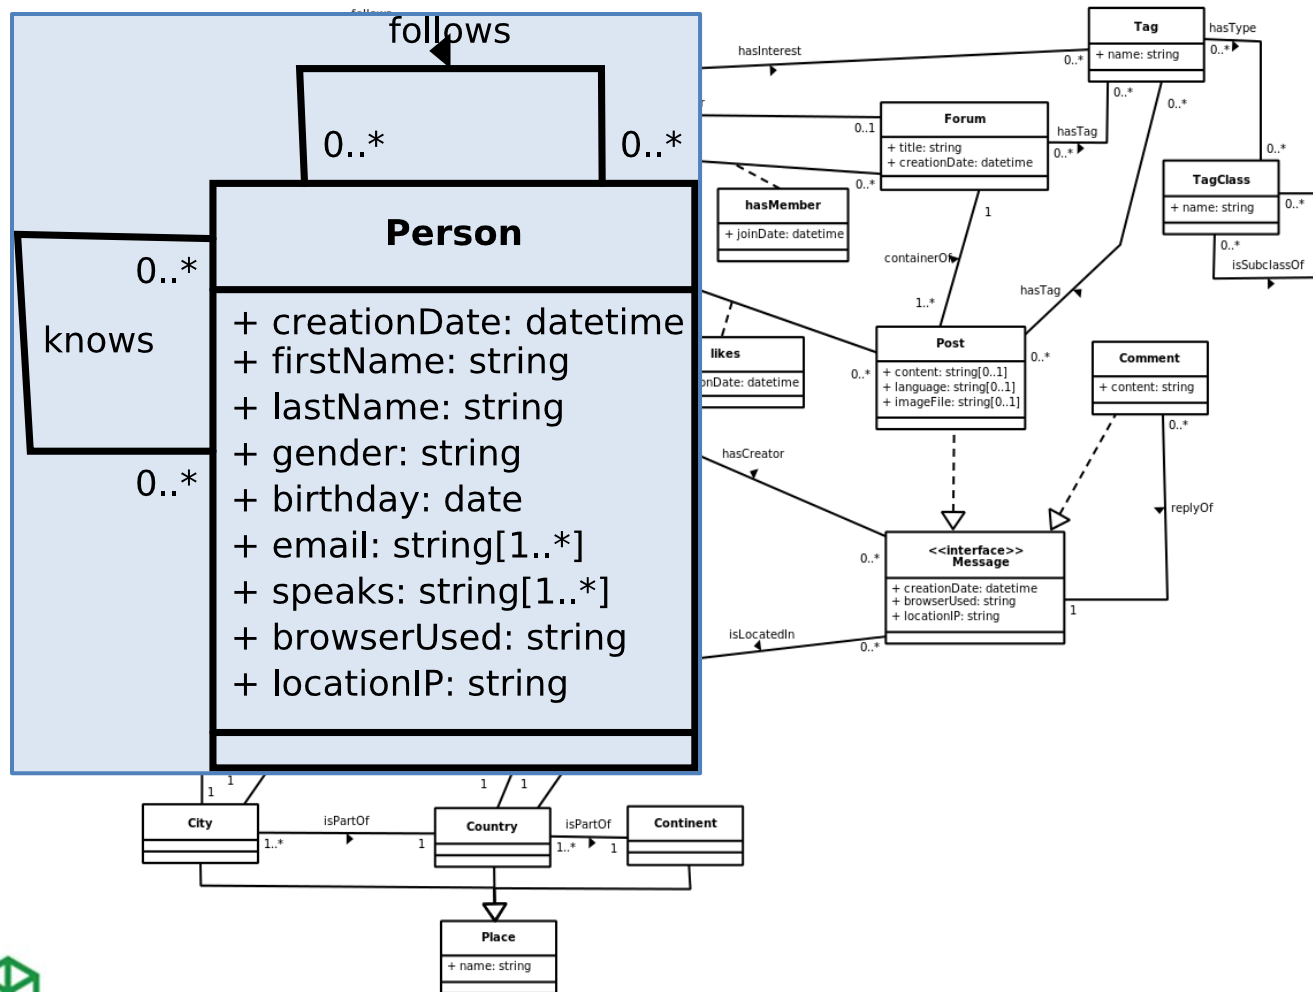 follows
0..*
0..*
Person
0..*
knows
0..*
+ creationDate: datetime
+ firstName: string
+ lastName: string
+ gender: string
+ birthday: date
+ email: string[1..*]
+ speaks: string[1..*]
+ browserUsed: string
+ locationIP: string
hasInterest
0..*
Tag
+ name: string
hasType
0..*
0..*
0..*
0..*
Forum
+ title: string
+ creationDate: datetime
0..1
0..*
hasTag
0..*
TagClass
+ name: string
0..*
0..*
isSubclassOf
hasMember
+ joinDate: datetime
1
containerOf
1..*
hasTag
0..*
likes
Date: datetime
0..*
Post
+ content: string[0..1]
+ language: string[0..1]
+ imageFile: string[0..1]
Comment
+ content: string
0..*
replyOf
hasCreator
0..*
<<interface>>
Message
+ creationDate: datetime
+ browserUsed: string
+ locationIP: string
1
isLocatedIn
0..*
1
1
1
1
City
isPartOf
1..*
1
Country
isPartOf
1..*
1
Continent
Place
+ name: string